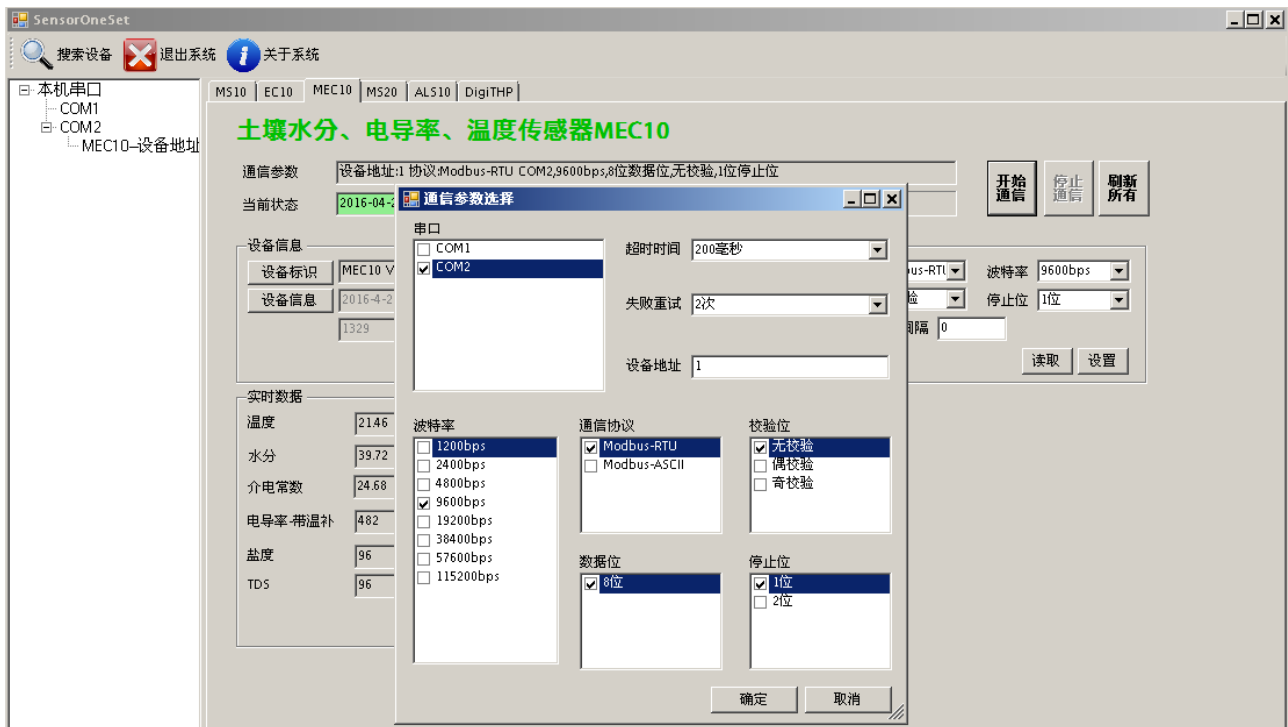 SensorOneSet
搜索设备 退出系统 关于系统
本机串口
COM1
COM2
MEC10--设备地址
MS10 EC10 MEC10 MS20 ALS10 DigiTHP
土壤水分、电导率、温度传感器MEC10
通信参数 设备地址:1 协议:Modbus-RTU COM2,9600bps,8位数据位,无校验,1位停止位
当前状态 2016-04-2
开始通信 停止通信 刷新所有
设备信息
设备标识 MEC10 V
设备信息 2016-4-2
1329
bus-RTU 波特率 9600bps
验 停止位 1位
间隔 0
读取 设置
实时数据
温度 21.46
水分 39.72
介电常数 24.68
电导率-带温补 482
盐度 96
TDS 96
通信参数选择
串口
COM1
COM2
超时时间 200毫秒
失败重试 2次
设备地址 1
波特率
1200bps
2400bps
4800bps
9600bps
19200bps
38400bps
57600bps
115200bps
通信协议
Modbus-RTU
Modbus-ASCII
校验位
无校验
偶校验
奇校验
数据位
8位
停止位
1位
2位
确定 取消